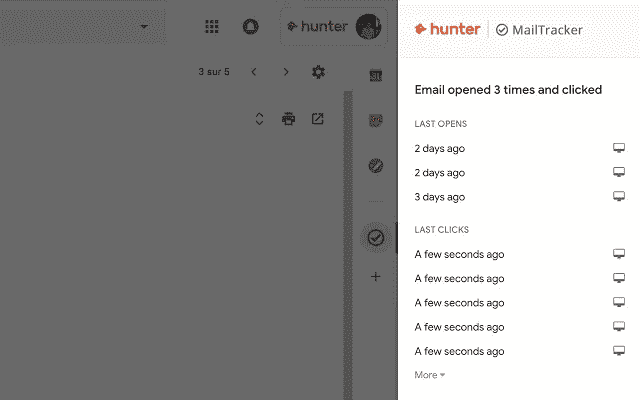 hunter
3 sur 5
31
hunter
MailTracker
Email opened 3 times and clicked
LAST OPENS
2 days ago
2 days ago
3 days ago
LAST CLICKS
A few seconds ago
A few seconds ago
A few seconds ago
A few seconds ago
A few seconds ago
More